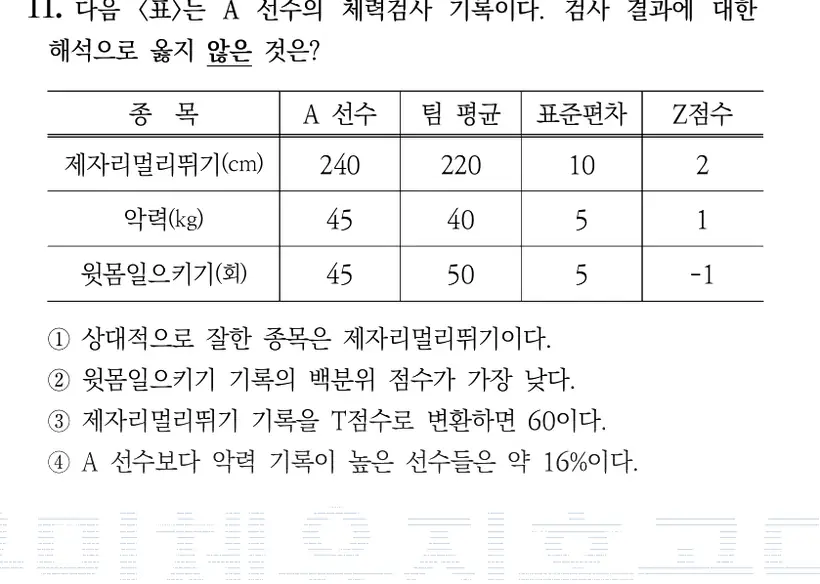 11. 다음 〈표〉는 A 선수의 체력검사 기록이다. 검사 결과에 대한
해석으로 옳지 않은 것은?
종 목 A 선수 팀 평균 표준편차 Z점수
제자리멀리뛰기(cm) 240 220 10 2
악력(kg) 45 40 5 1
윗몸일으키기(회) 45 50 5 -1
① 상대적으로 잘한 종목은 제자리멀리뛰기이다.
② 윗몸일으키기 기록의 백분위 점수가 가장 낮다.
③ 제자리멀리뛰기 기록을 T점수로 변환하면 60이다.
④ A 선수보다 악력 기록이 높은 선수들은 약 16%이다.